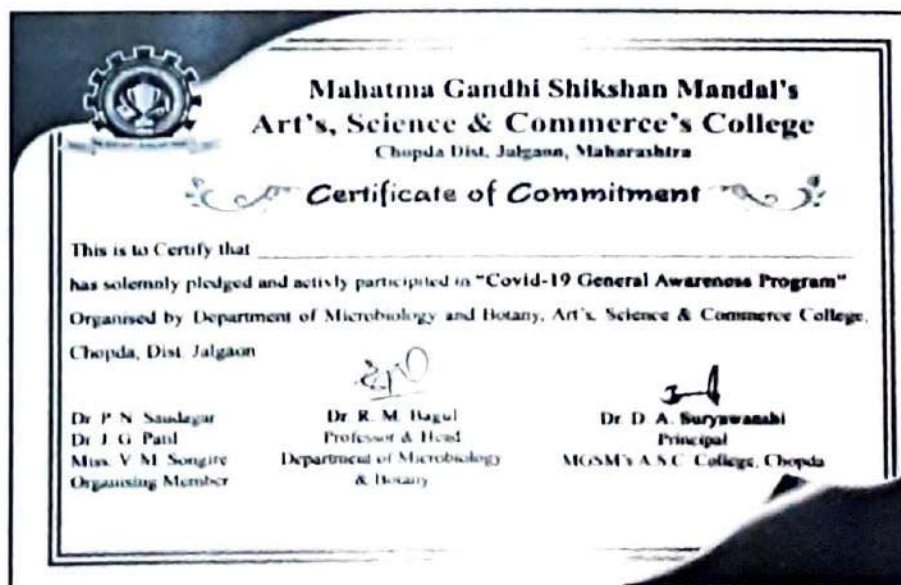 Mahatma Gandhi Shikshan Mandal's
Art's, Science & Commerce's College
Chopda Dist. Jalgaon, Maharashtra
Certificate of Commitment
This is to Certify that
has solemnly pledged and activly participited in "Covid-19 General Awareness Program"
Organised by Department of Microbiology and Botany, Art's, Science & Commerce College,
Chopda, Dist. Jalgaon
Dr P N Saudagar
Dr J G Patil
Miss. V M Songire
Organising Member
Dr R. M. Bagul
Professor & Head
Department of Microbiology
& Botany
Dr D. A. Suryawanshi
Principal
MGSM's A.S.C. College, Chopda